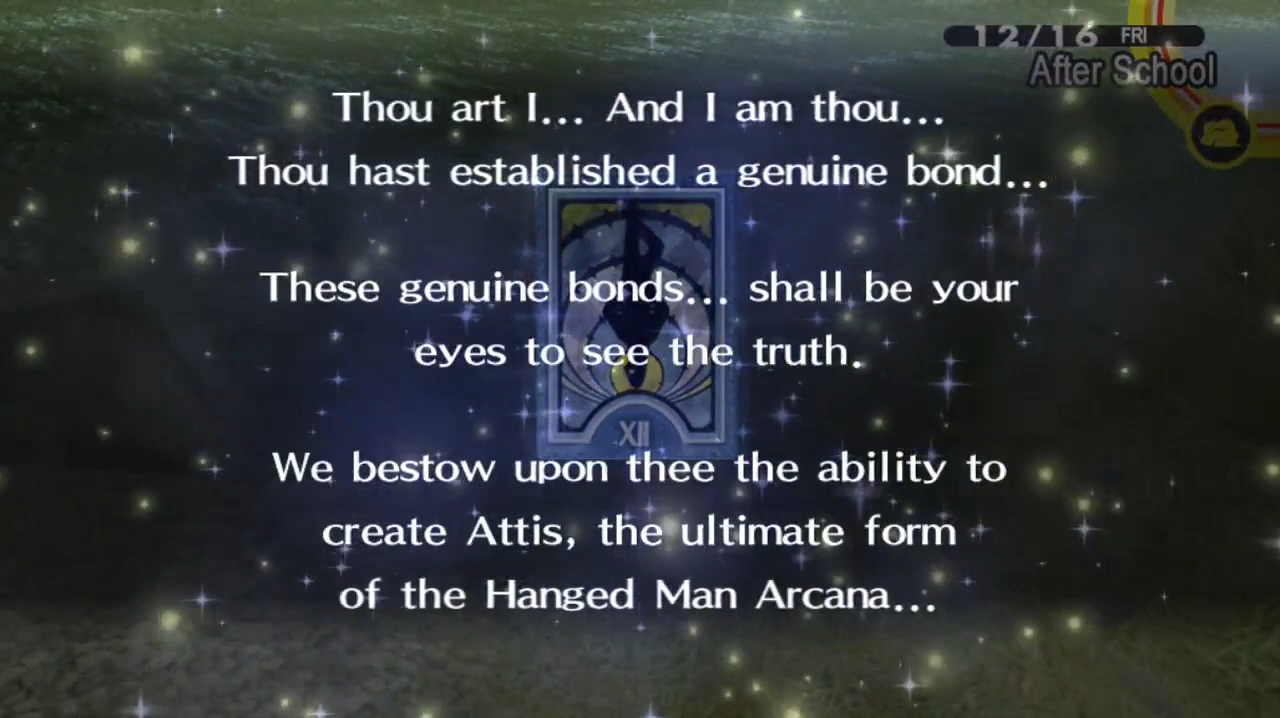 12/16 FRI
After School
Thou art I... And I am thou...
Thou hast established a genuine bond...
These genuine bonds... shall be your
eyes to see the truth.
XII
We bestow upon thee the ability to
create Attis, the ultimate form
of the Hanged Man Arcana...